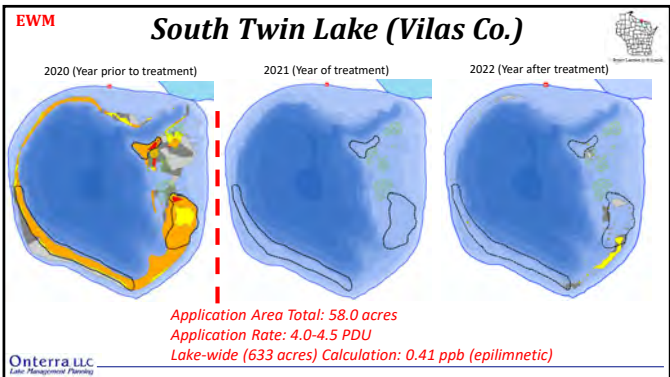 EWM
South Twin Lake (Vilas Co.)
2020 (Year prior to treatment)
2021 (Year of treatment)
2022 (Year after treatment)
Application Area Total: 58.0 acres
Application Rate: 4.0-4.5 PDU
Lake-wide (633 acres) Calculation: 0.41 ppb (epilimnetic)
Onterra LLC
Lake Management Planning